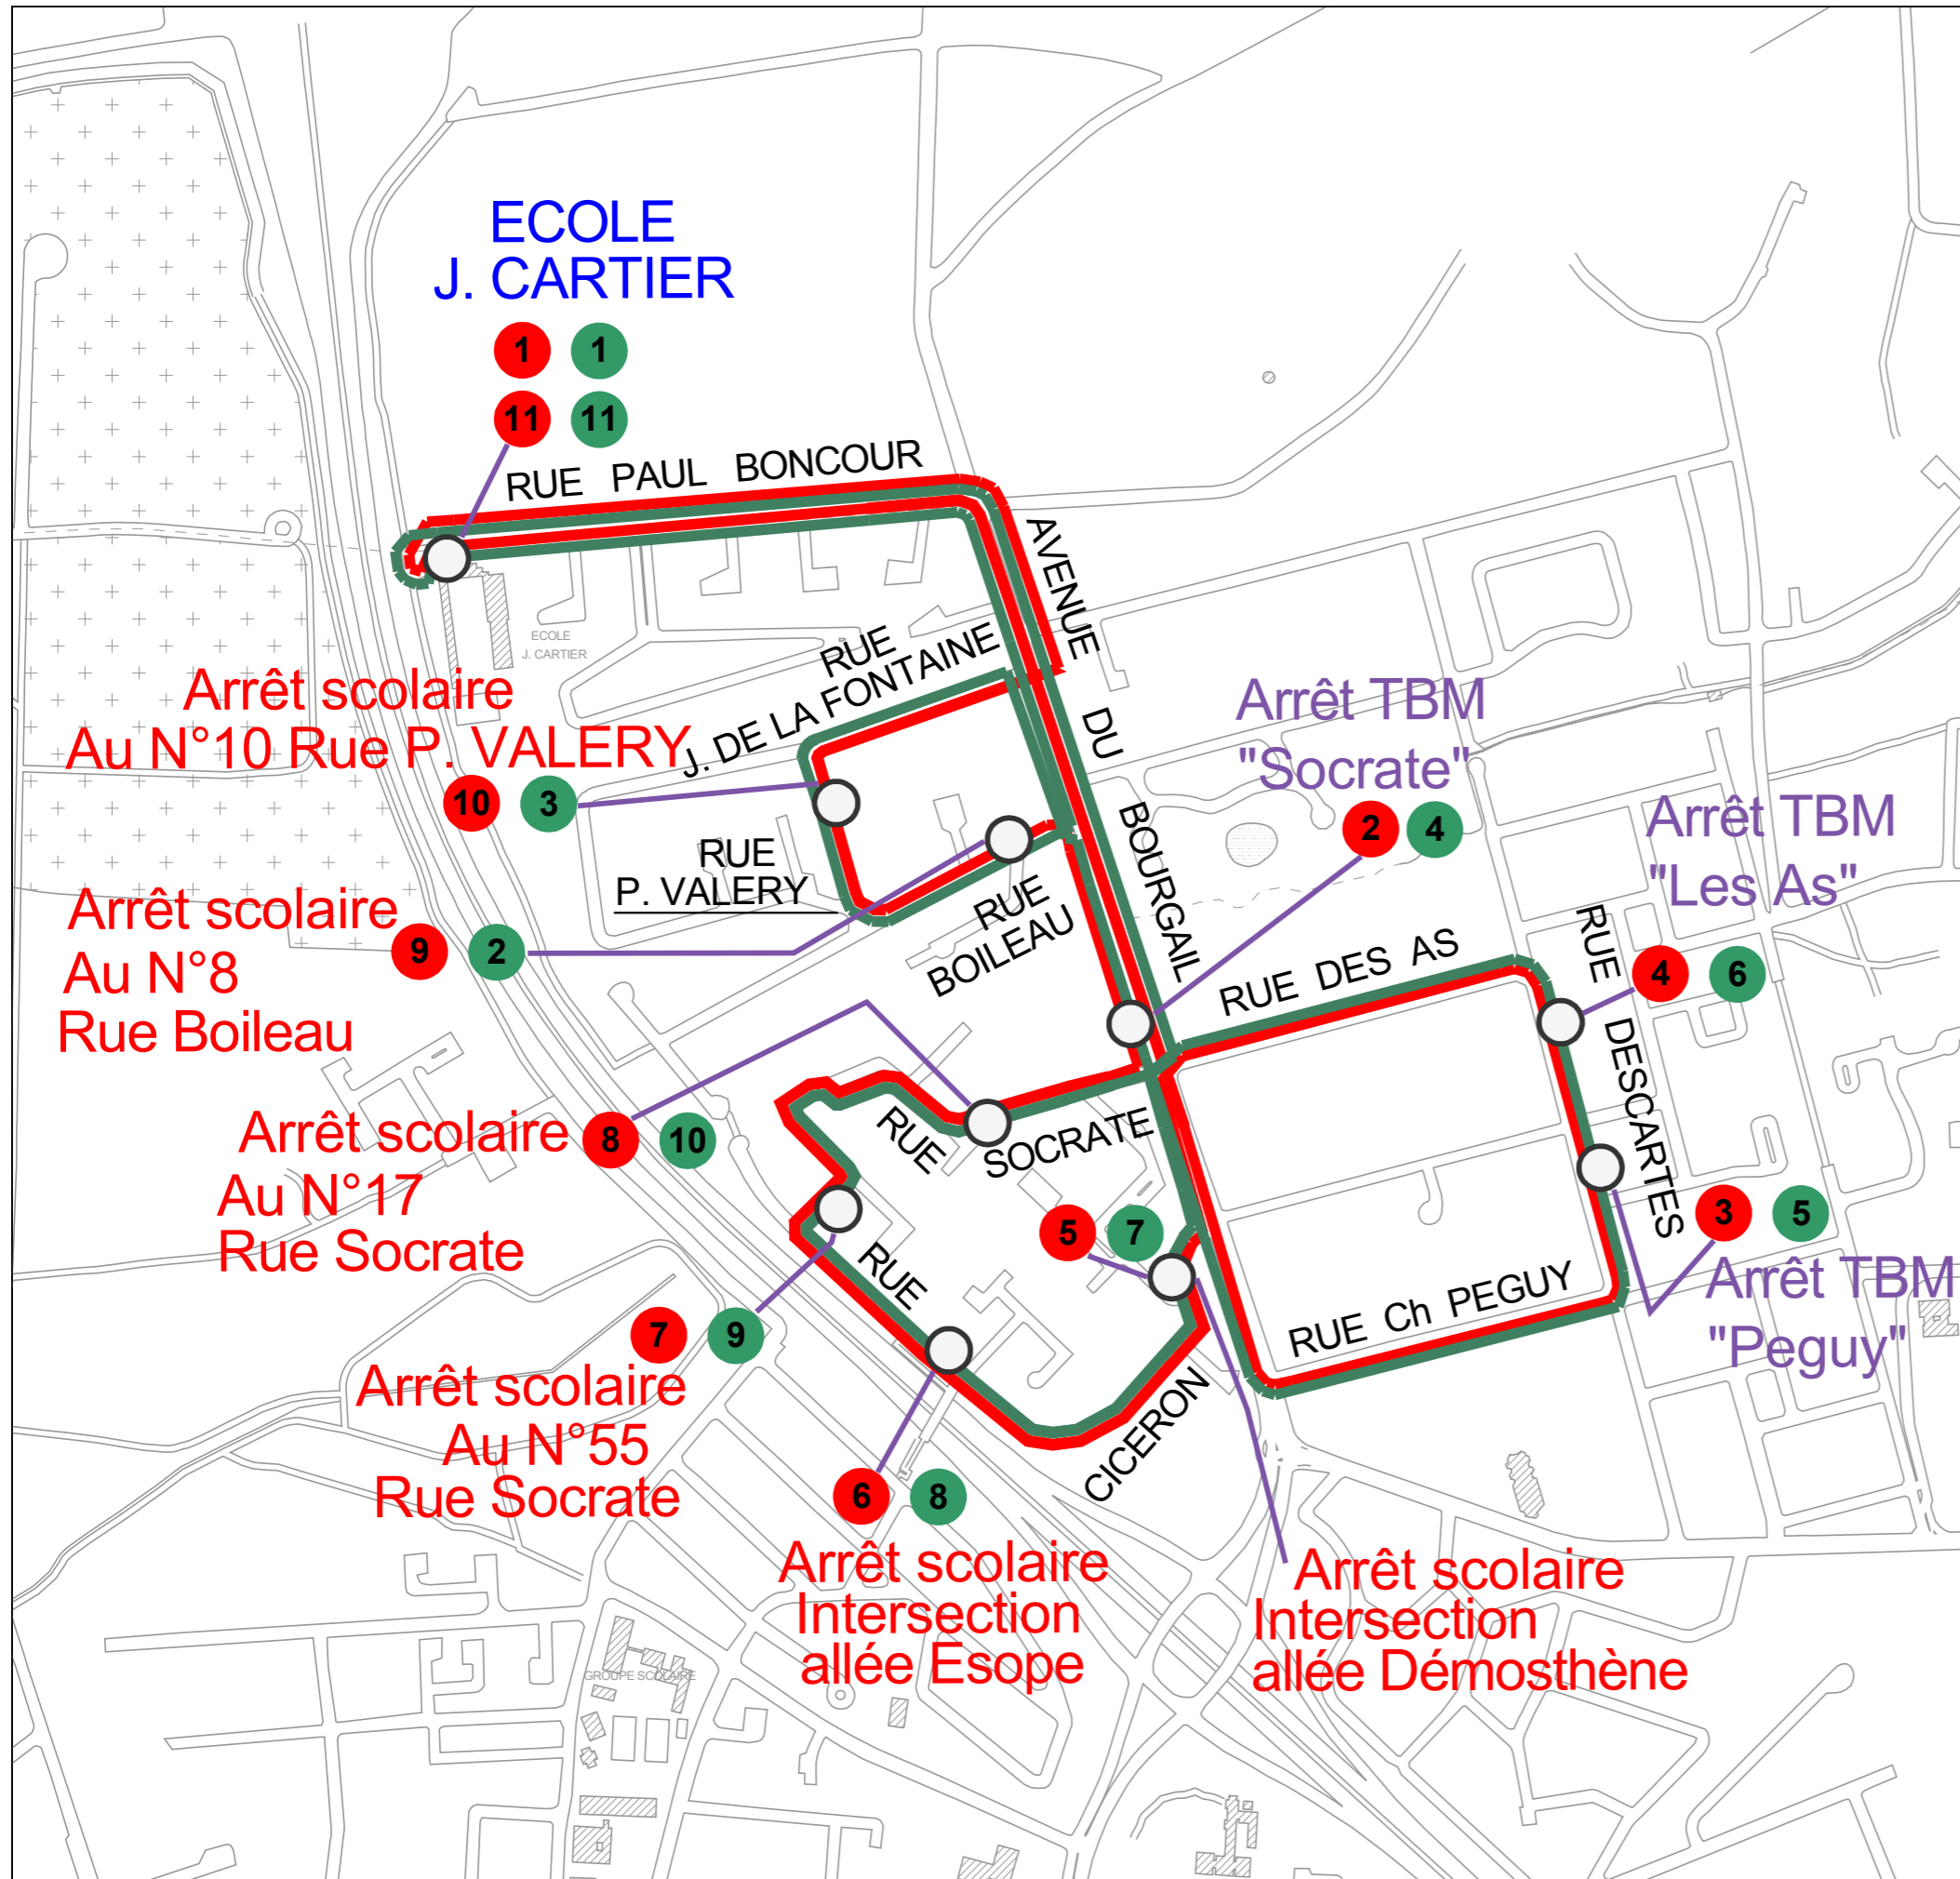 ECOLE
J. CARTIER
1 1
11 11
RUE PAUL BONCOUR
AVENUE DU BOURGAIL
ECOLE
J. CARTIER
RUE
J. DE LA FONTAINE
Arrêt scolaire
Au N°10 Rue P. VALERY
10 3
Arrêt TBM
"Socrate"
2 4
Arrêt TBM
"Les As"
4 6
RUE
P. VALERY
RUE
BOILEAU
Arrêt scolaire
9 2
Au N°8
Rue Boileau
RUE DES AS
RUE DESCARTES
Arrêt scolaire
8 10
Au N°17
Rue Socrate
RUE SOCRATE
5 7
3 5
Arrêt TBM
"Peguy"
RUE Ch PEGUY
RUE CICERON
7 9
Arrêt scolaire
Au N°55
Rue Socrate
6 8
Arrêt scolaire
Intersection
allée Esope
Arrêt scolaire
Intersection
allée Démosthène
GROUPE SCOLAIRE